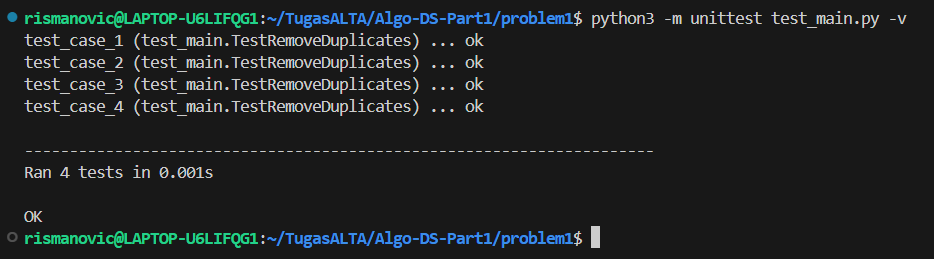 rismanovic@LAPTOP-U6LIFQG1:~/TugasALTA/Algo-DS-Part1/problem1$ python3 -m unittest test_main.py -v
test_case_1 (test_main.TestRemoveDuplicates) ... ok
test_case_2 (test_main.TestRemoveDuplicates) ... ok
test_case_3 (test_main.TestRemoveDuplicates) ... ok
test_case_4 (test_main.TestRemoveDuplicates) ... ok
----------------------------------------------------------------------
Ran 4 tests in 0.001s
OK
rismanovic@LAPTOP-U6LIFQG1:~/TugasALTA/Algo-DS-Part1/problem1$